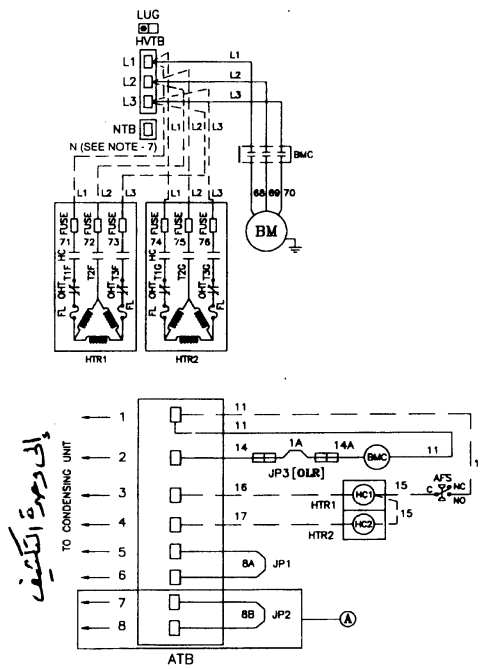 LUG
HVTB
L1
L2
L3
L1
L2
L3
NTB
L1 L2 L3
N (SEE NOTE - 7)
BMC
L1 L2 L3 L1 L2 L3
68 69 70
BM
FUSE FUSE FUSE FUSE FUSE FUSE
71 72 73 74 75 76
HC HC
T1F T2F T3F T1G T2G T3G
OHT OHT OHT OHT
FL FL FL FL
HTR1 HTR2
إلى وحدة التكثيف
TO CONDENSING UNIT
1 11
11
2 14 1A 14A BMC 11
JP3 [OLR]
3 16 HC1 15 C AFS NC
NO
HTR1
4 17 HC2 15
HTR2
5
8A JP1
6
7
8B JP2 A
8
ATB